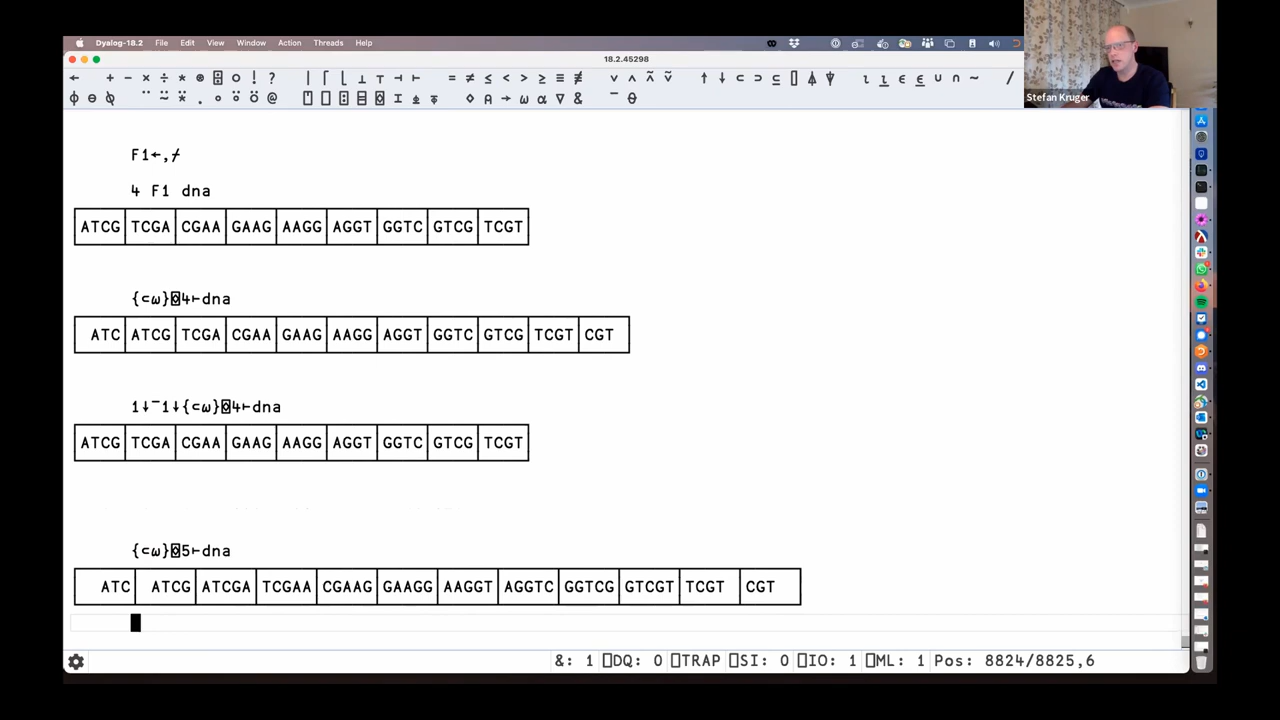 Dyalog-18.2 File Edit View Window Action Threads Help
18.2.45298
← + - × ÷ * ⍟ ⌹ ○ ! ? | ⌈ ⌊ ⊥ ⊤ ⊣ ⊢ = ≠ ≤ < > ≥ ≡ ≢ ∨ ∧ ⍲ ⍱ ↑ ↓ ⊂ ⊃ ⊆ ⌷ ⍋ ⍒ ⍳ ⍸ ∊ ⍷ ∪ ∩ ~ /
⌽ ⊖ ⍉ ¨ ⍨ ⍣ . ∘ ⍤ ⍥ @ ⍞ ⎕ ⍠ ⌸ ⌺ ⌶ ⍎ ⍕ ⋄ ⍝ → ⍵ ⍺ ∇ & ¯ ⍬
Stefan Kruger
F1←,⌿
4 F1 dna
ATCG TCGA CGAA GAAG AAGG AGGT GGTC GTCG TCGT
{⊂⍵}⌺4⊢dna
ATC ATCG TCGA CGAA GAAG AAGG AGGT GGTC GTCG TCGT CGT
1↓¯1↓{⊂⍵}⌺4⊢dna
ATCG TCGA CGAA GAAG AAGG AGGT GGTC GTCG TCGT
{⊂⍵}⌺5⊢dna
ATC ATCG ATCGA TCGAA CGAAG GAAGG AAGGT AGGTC GGTCG GTCGT TCGT CGT
&: 1 ⎕DQ: 0 ⎕TRAP ⎕SI: 0 ⎕IO: 1 ⎕ML: 1 Pos: 8824/8825,6